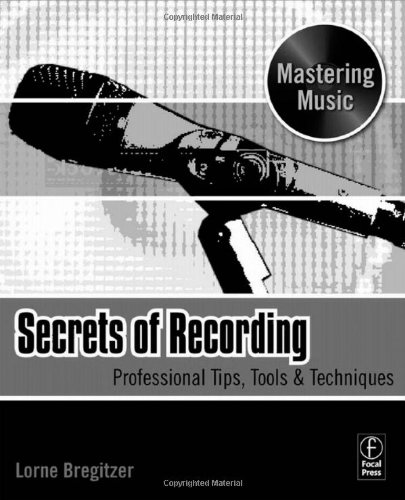 Copyrighted Material
Mastering
Music
Secrets of Recording
Professional Tips, Tools & Techniques
Lorne Bregitzer
Focal
Press
Copyrighted Material